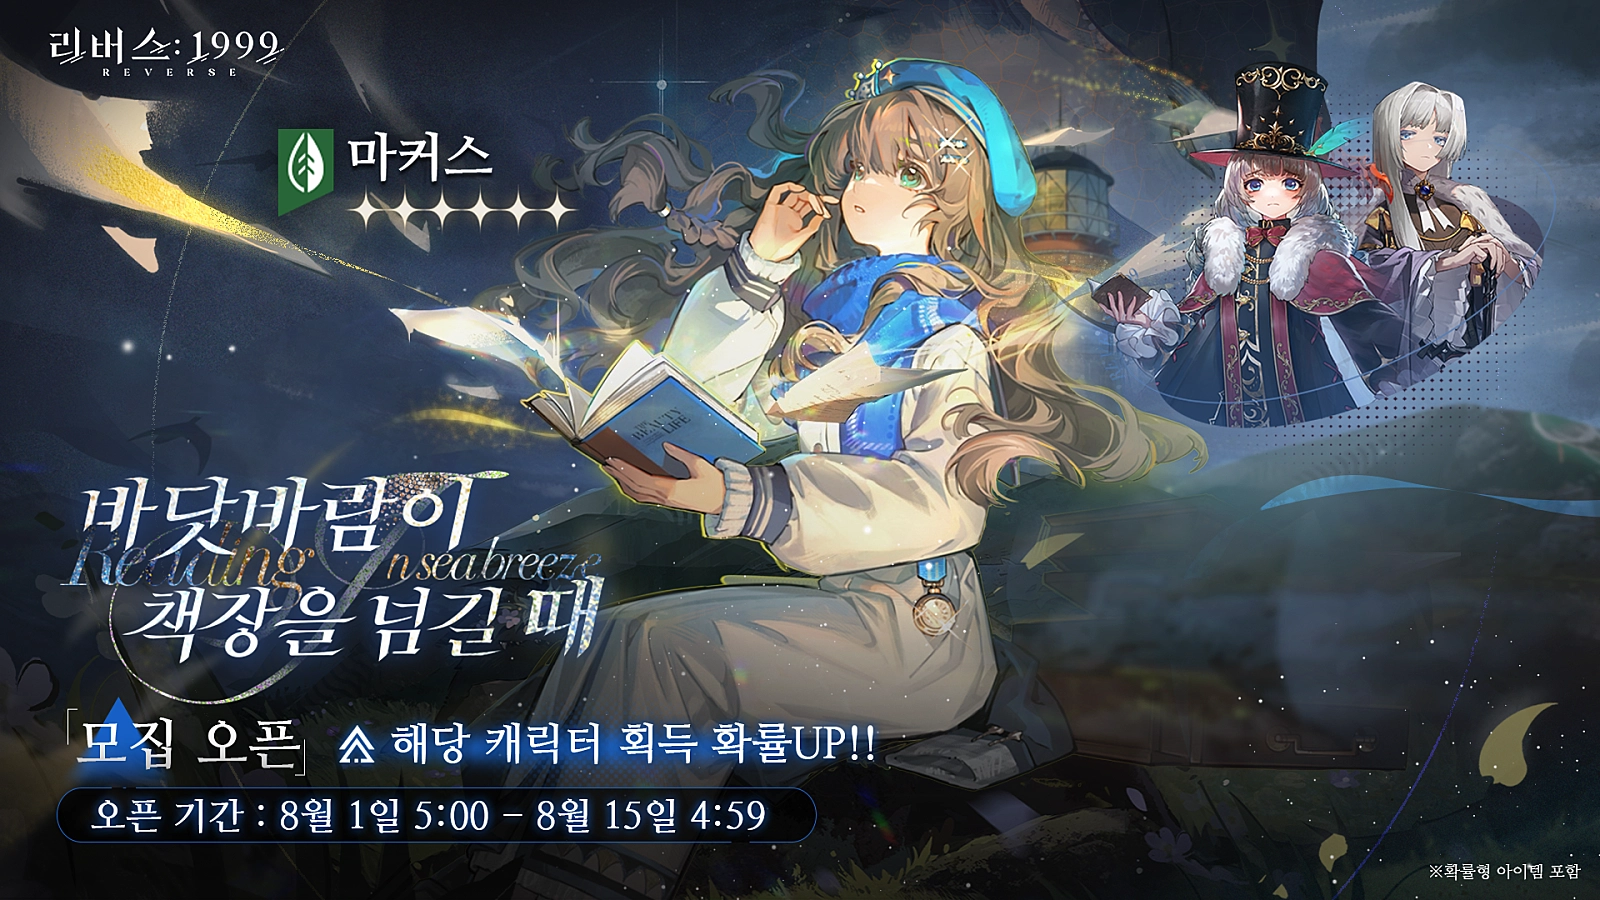 리버스:1999
REVERSE
마커스
THE
BEAUTY
LIFE
바닷바람이
Reading In sea breeze
책장을 넘길 때
「모집 오픈」 해당 캐릭터 획득 확률UP!!
오픈 기간 : 8월 1일 5:00 - 8월 15일 4:59
※확률형 아이템 포함